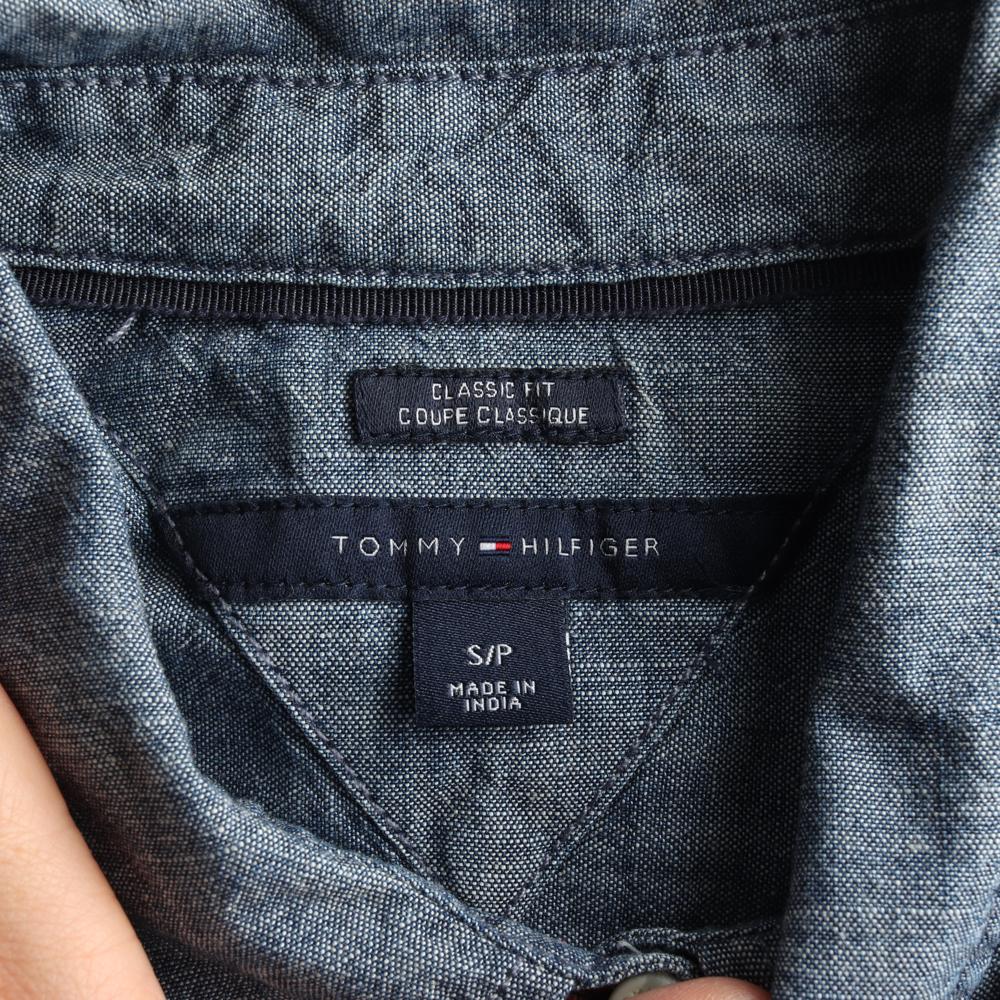 CLASSIC FIT
COUPE CLASSIQUE
TOMMY HILFIGER
S/P
MADE IN
INDIA